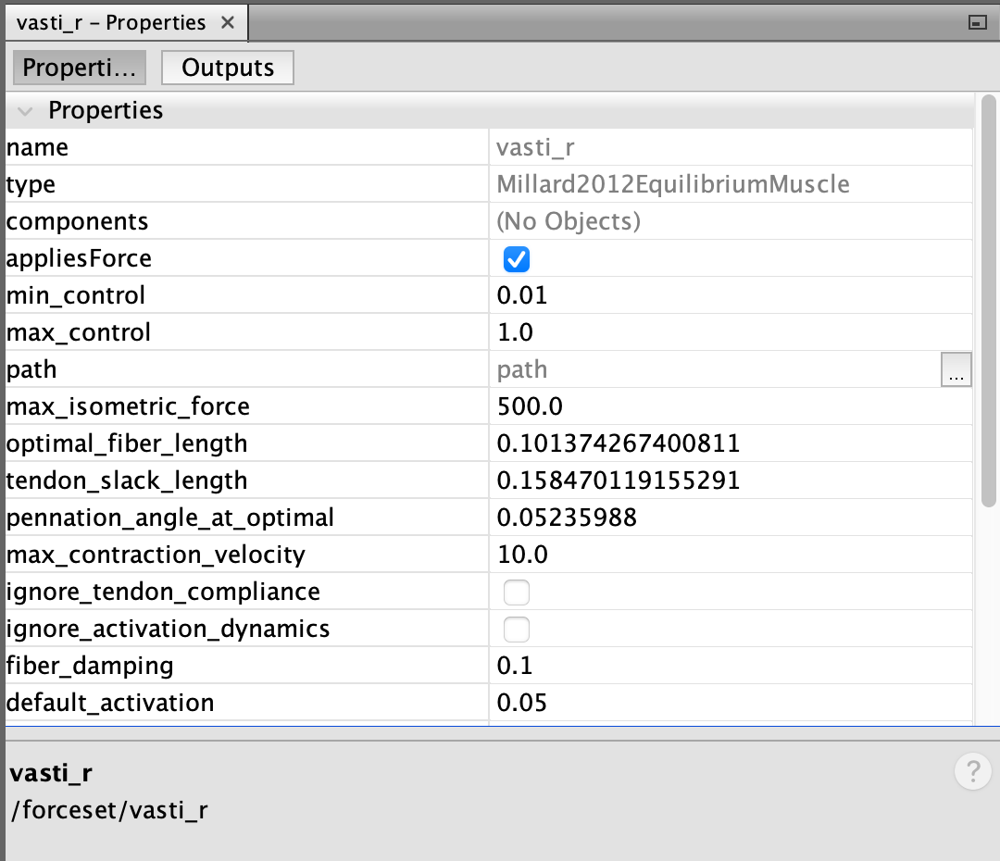 vasti_r – Properties ×
Properti... Outputs
Properties
name vasti_r
type Millard2012EquilibriumMuscle
components (No Objects)
appliesForce
min_control 0.01
max_control 1.0
path path ...
max_isometric_force 500.0
optimal_fiber_length 0.101374267400811
tendon_slack_length 0.158470119155291
pennation_angle_at_optimal 0.05235988
max_contraction_velocity 10.0
ignore_tendon_compliance
ignore_activation_dynamics
fiber_damping 0.1
default_activation 0.05
vasti_r ?
/forceset/vasti_r